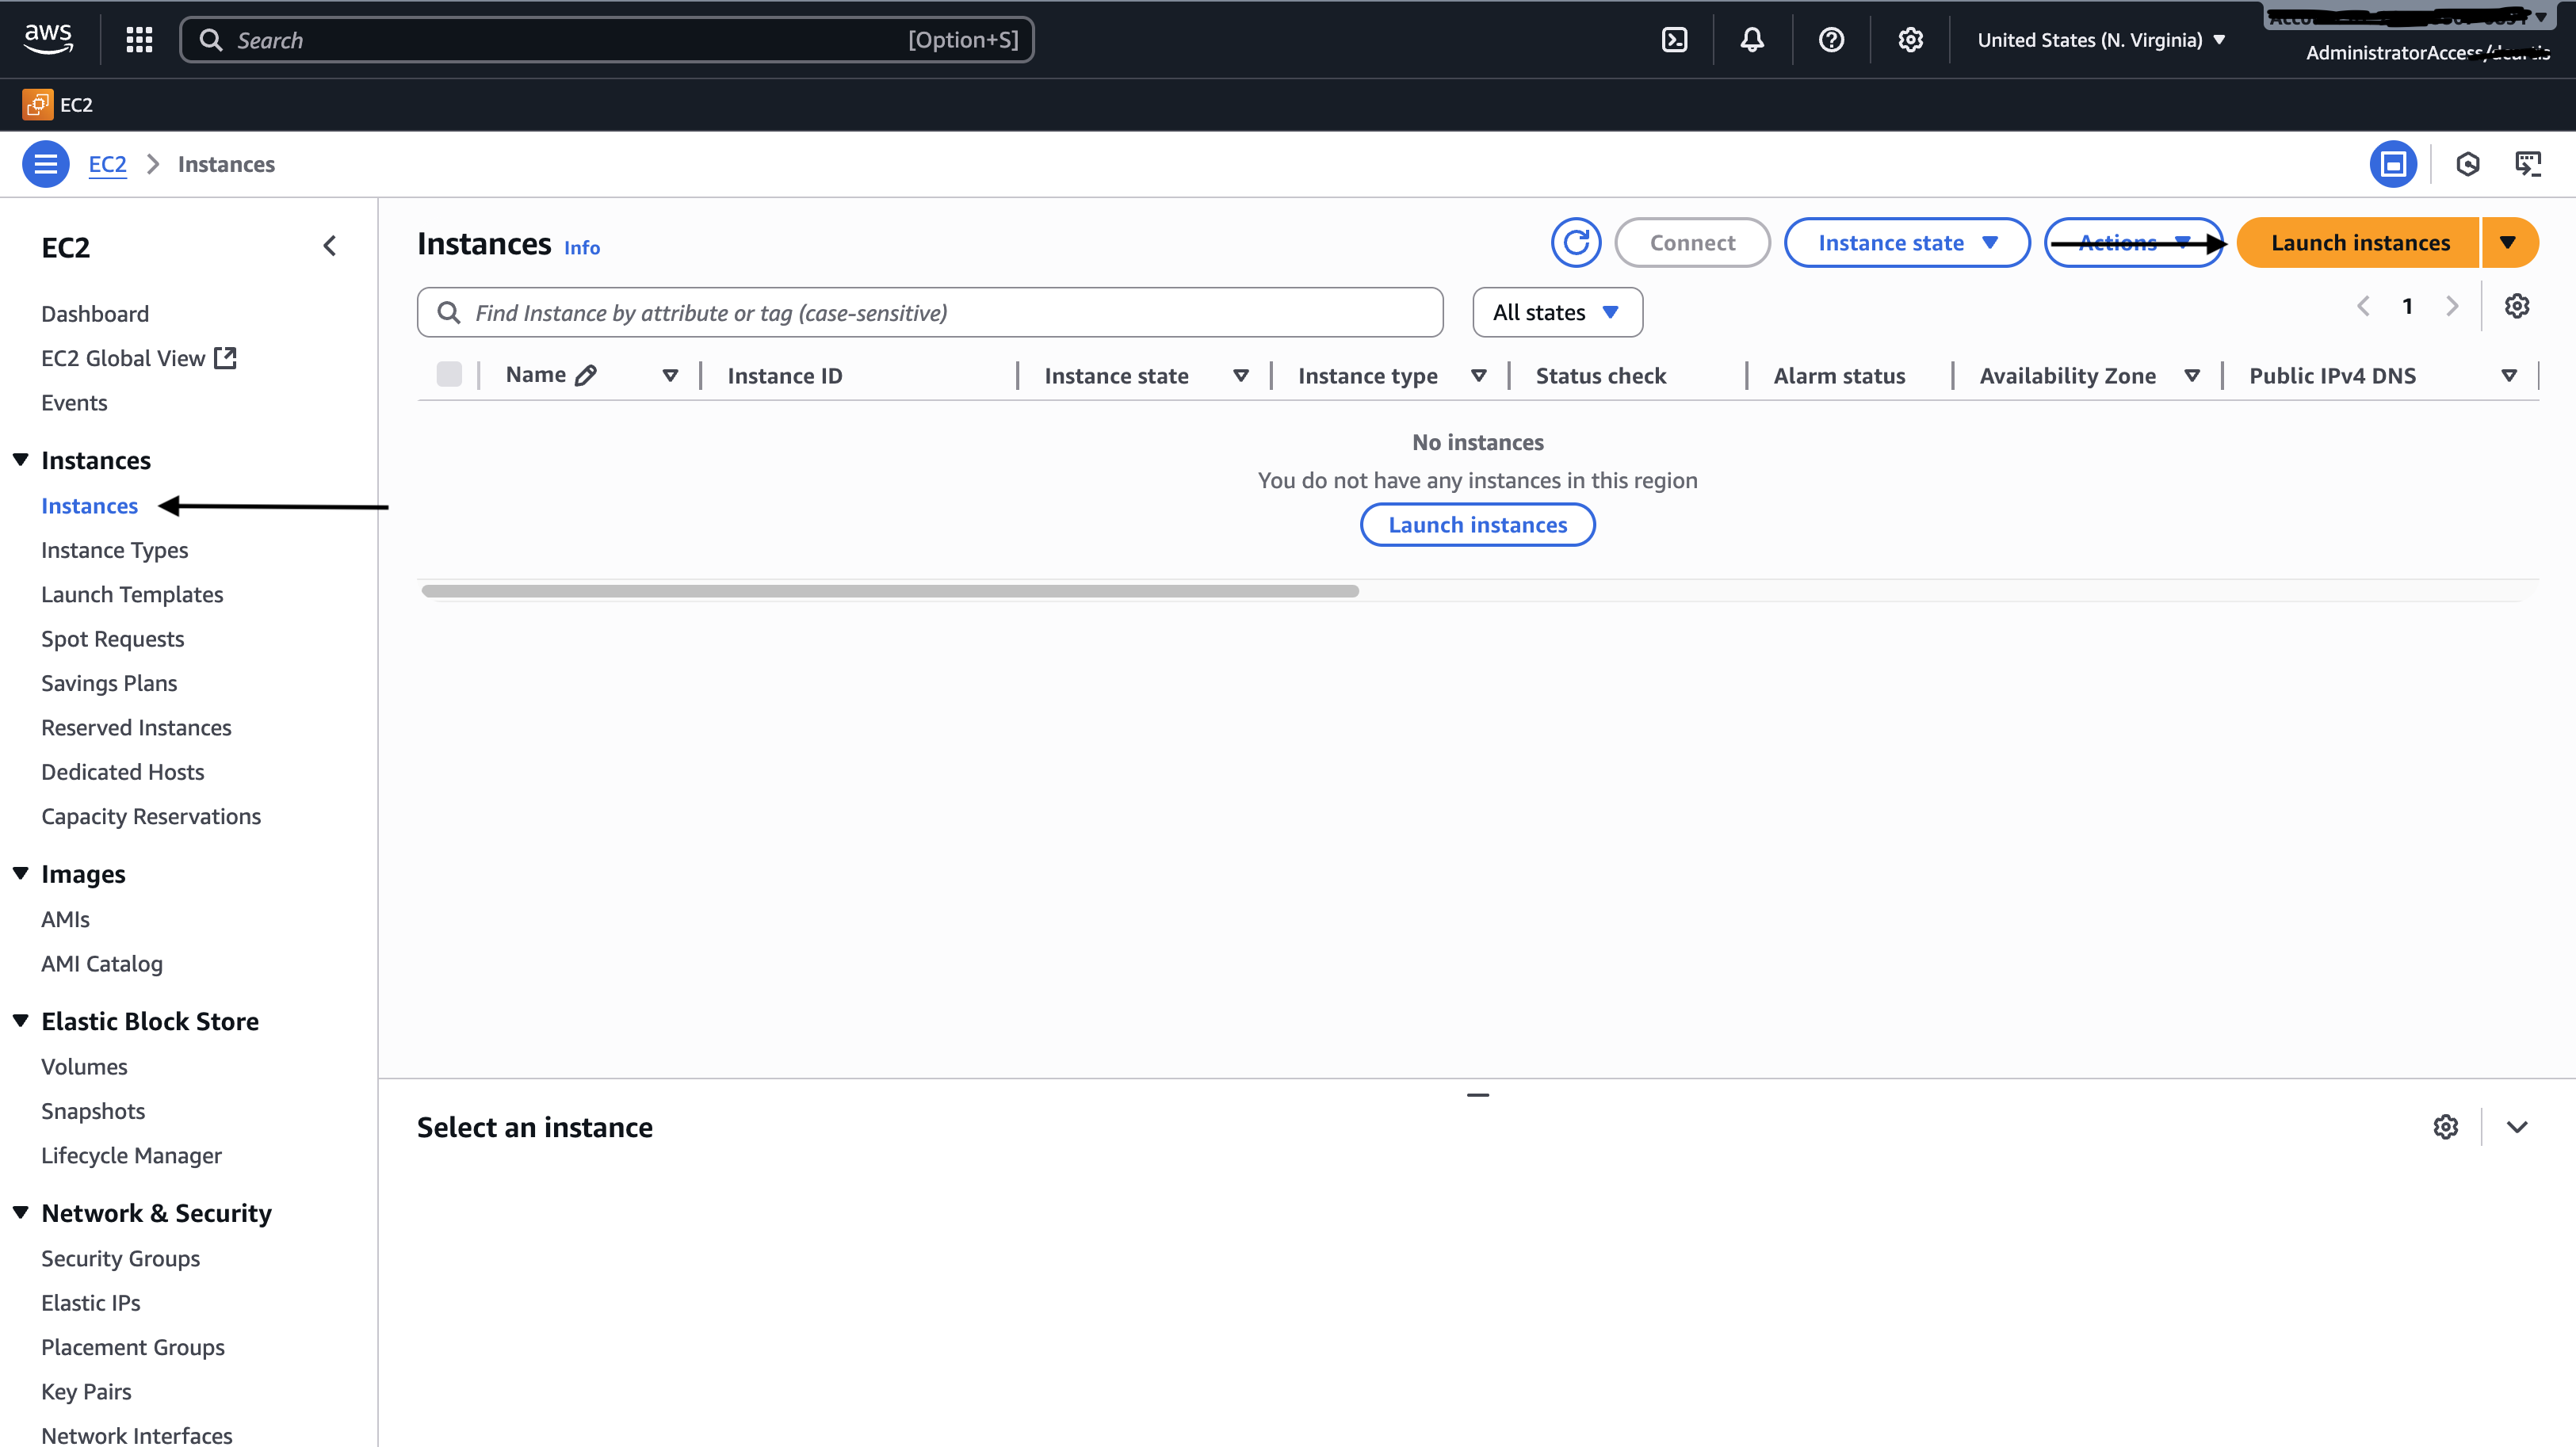 aws
Search [Option+S]
United States (N. Virginia)
EC2
EC2 Instances
EC2
Dashboard
EC2 Global View
Events
Instances
Instances
Instance Types
Launch Templates
Spot Requests
Savings Plans
Reserved Instances
Dedicated Hosts
Capacity Reservations
Images
AMIs
AMI Catalog
Elastic Block Store
Volumes
Snapshots
Lifecycle Manager
Network & Security
Security Groups
Elastic IPs
Placement Groups
Key Pairs
Network Interfaces
Instances Info
Connect Instance state Actions Launch instances
Find Instance by attribute or tag (case-sensitive) All states 1
Name Instance ID Instance state Instance type Status check Alarm status Availability Zone Public IPv4 DNS
No instances
You do not have any instances in this region
Launch instances
Select an instance